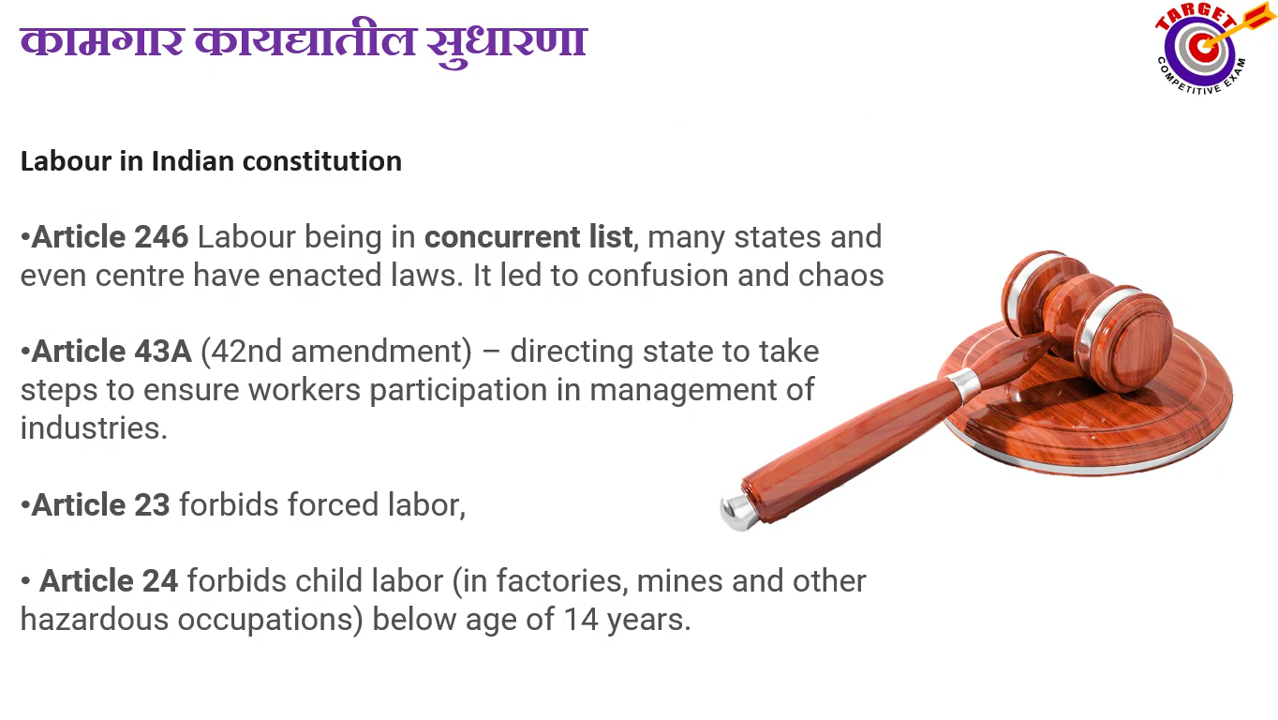 कामगार कायद्यातील सुधारणा
TARGET
COMPETITIVE EXAM
Labour in Indian constitution
•Article 246 Labour being in concurrent list, many states and
even centre have enacted laws. It led to confusion and chaos
•Article 43A (42nd amendment) – directing state to take
steps to ensure workers participation in management of
industries.
•Article 23 forbids forced labor,
• Article 24 forbids child labor (in factories, mines and other
hazardous occupations) below age of 14 years.